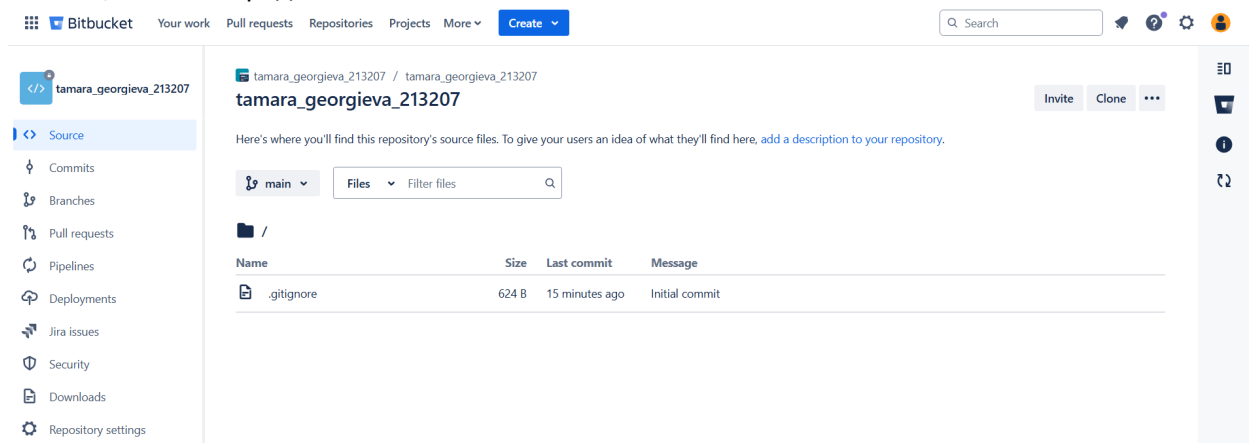 Bitbucket Your work Pull requests Repositories Projects More Create Search
tamara_georgieva_213207
Source
Commits
Branches
Pull requests
Pipelines
Deployments
Jira issues
Security
Downloads
Repository settings
tamara_georgieva_213207 / tamara_georgieva_213207
tamara_georgieva_213207
Invite Clone
Here's where you'll find this repository's source files. To give your users an idea of what they'll find here, add a description to your repository.
main Files Filter files
/
Name Size Last commit Message
.gitignore 624 B 15 minutes ago Initial commit